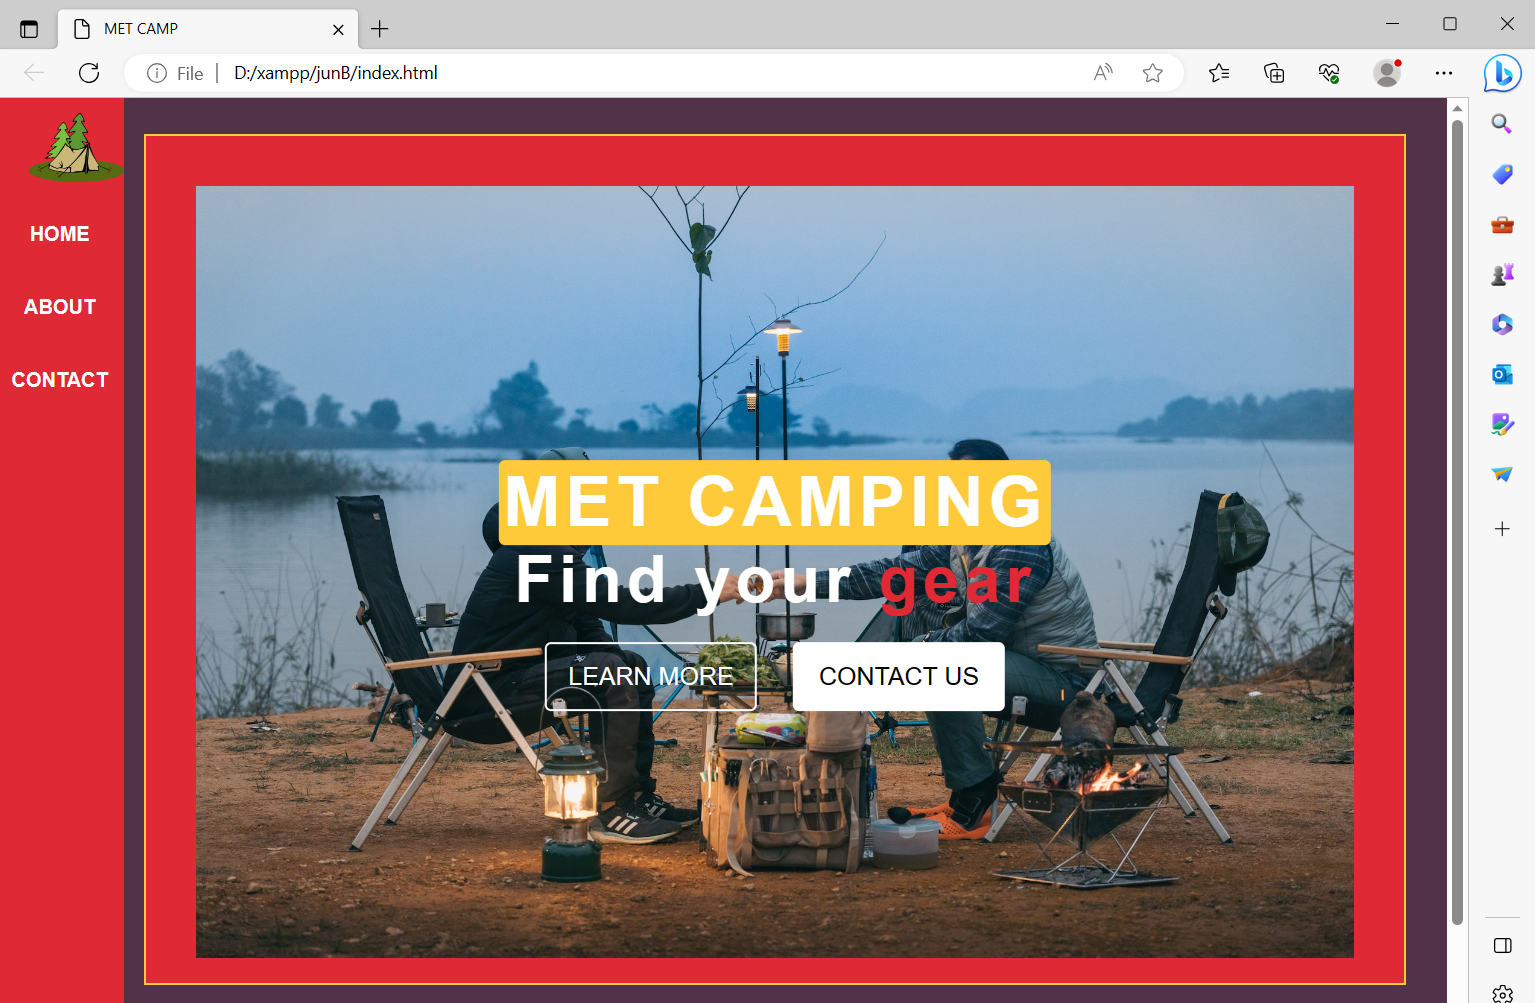 MET CAMP
File
D:/xampp/junB/index.html
HOME
ABOUT
CONTACT
MET CAMPING
Find your gear
LEARN MORE
CONTACT US